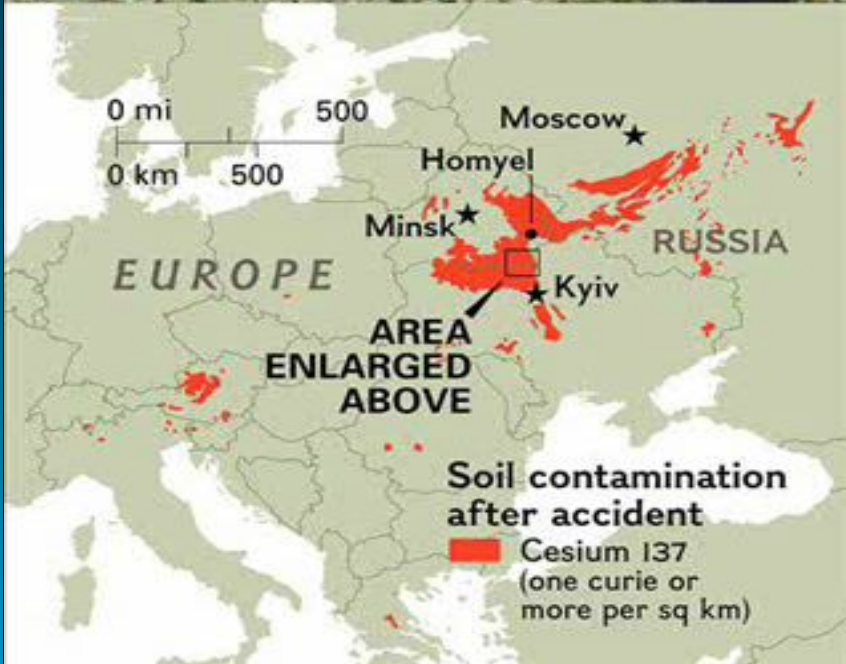 0 mi 500
0 km 500
Moscow
Homyel
Minsk
RUSSIA
EUROPE
Kyiv
AREA
ENLARGED
ABOVE
Soil contamination
after accident
Cesium 137
(one curie or
more per sq km)